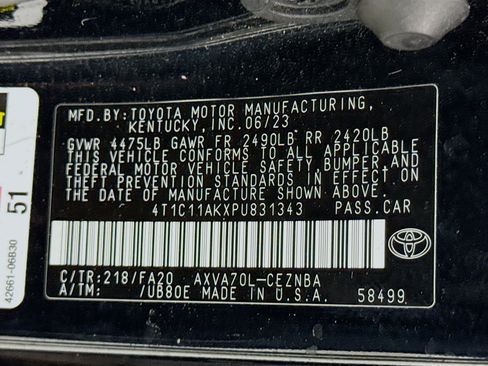 MFD.BY: TOYOTA MOTOR MANUFACTURING,
KENTUCKY, INC. 06/23
GVWR 4475LB GAWR FR 2490LB RR 2420LB
THIS VEHICLE CONFORMS TO ALL APPLICABLE
FEDERAL MOTOR VEHICLE SAFETY, BUMPER, AND
THEFT PREVENTION STANDARDS IN EFFECT ON
THE DATE OF MANUFACTURE SHOWN ABOVE.
4T1C11AKXPU831343 PASS.CAR
C/TR: 218/FA20 AXVA70L-CEZNBA
A/TM: /UB80E MADE IN U.S.A. 58499
TOYOTA
51
42661-06B30